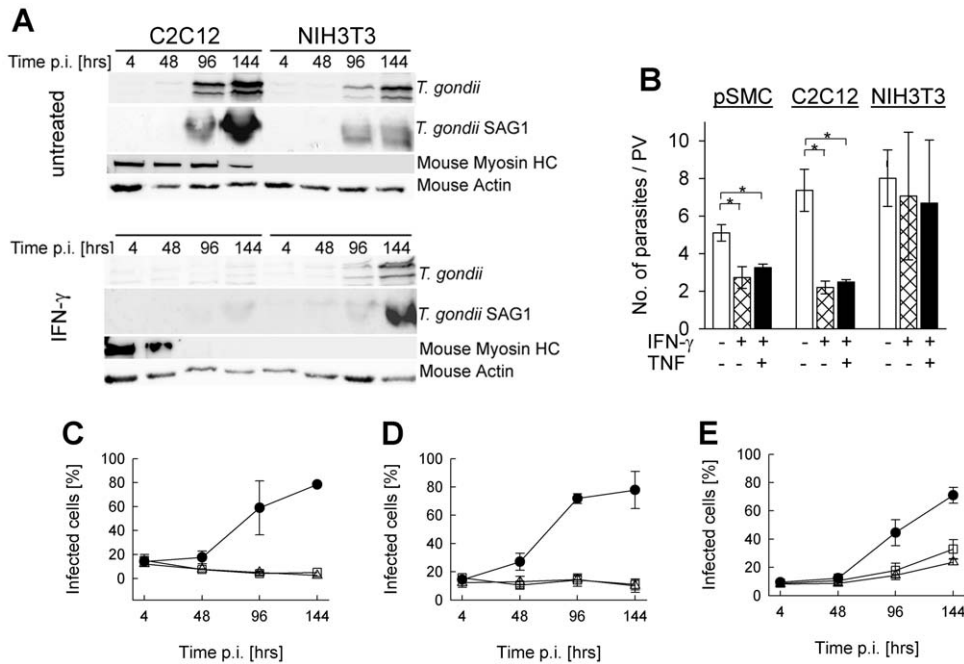 A
C2C12 NIH3T3
Time p.i. [hrs] 4 48 96 144 4 48 96 144
untreated
T. gondii
T. gondii SAG1
Mouse Myosin HC
Mouse Actin
Time p.i. [hrs] 4 48 96 144 4 48 96 144
IFN-γ
T. gondii
T. gondii SAG1
Mouse Myosin HC
Mouse Actin
B
pSMC C2C12 NIH3T3
No. of parasites / PV
10
8
6
4
2
0
* * * *
IFN-γ - + + - + + - + +
TNF - - + - - + - - +
C
Infected cells [%]
100
80
60
40
20
0
4 48 96 144
Time p.i. [hrs]
D
Infected cells [%]
100
80
60
40
20
0
4 48 96 144
Time p.i. [hrs]
E
Infected cells [%]
100
80
60
40
20
0
4 48 96 144
Time p.i. [hrs]